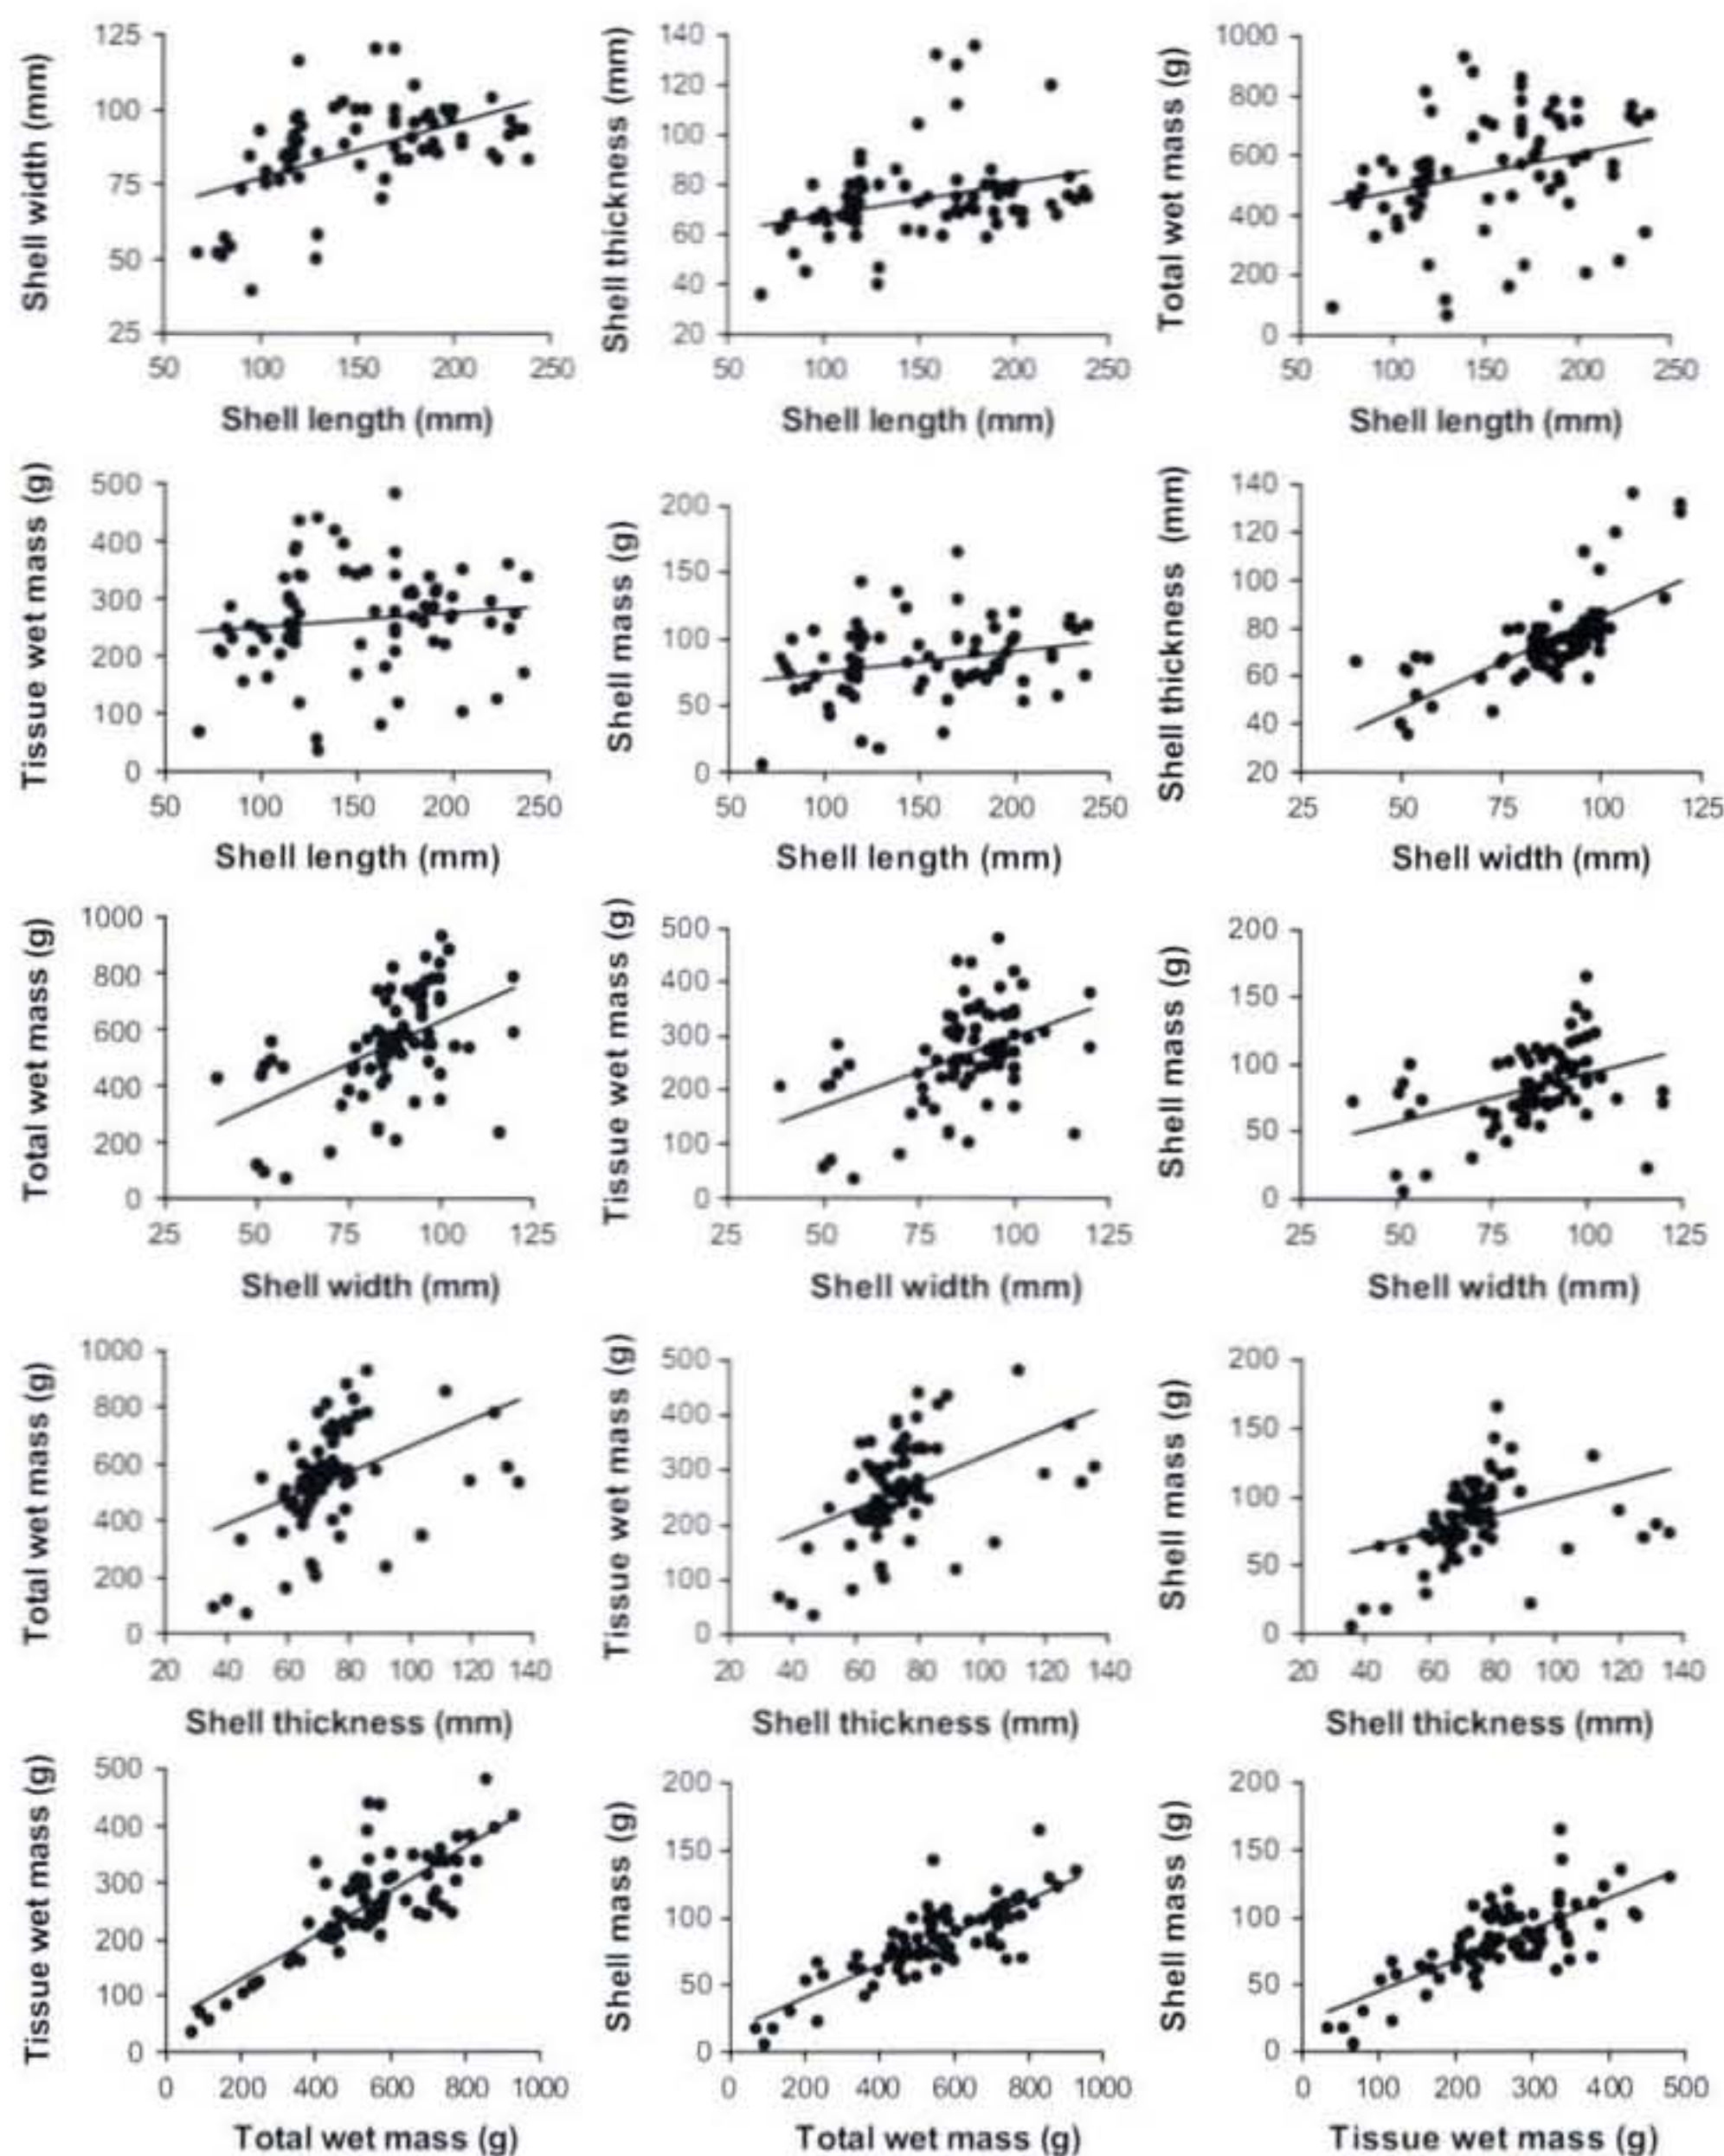 Shell width (mm)
125
100
75
50
25
50 100 150 200 250
Shell length (mm)
Shell thickness (mm)
140
120
100
80
60
40
20
50 100 150 200 250
Shell length (mm)
Total wet mass (g)
1000
800
600
400
200
0
50 100 150 200 250
Shell length (mm)
Tissue wet mass (g)
500
400
300
200
100
0
50 100 150 200 250
Shell length (mm)
Shell mass (g)
200
150
100
50
0
50 100 150 200 250
Shell length (mm)
Shell thickness (mm)
140
120
100
80
60
40
20
25 50 75 100 125
Shell width (mm)
Total wet mass (g)
1000
800
600
400
200
0
25 50 75 100 125
Shell width (mm)
Tissue wet mass (g)
500
400
300
200
100
0
25 50 75 100 125
Shell width (mm)
Shell mass (g)
200
150
100
50
0
25 50 75 100 125
Shell width (mm)
Total wet mass (g)
1000
800
600
400
200
0
20 40 60 80 100 120 140
Shell thickness (mm)
Tissue wet mass (g)
500
400
300
200
100
0
20 40 60 80 100 120 140
Shell thickness (mm)
Shell mass (g)
200
150
100
50
0
20 40 60 80 100 120 140
Shell thickness (mm)
Tissue wet mass (g)
500
400
300
200
100
0
0 200 400 600 800 1000
Total wet mass (g)
Shell mass (g)
200
150
100
50
0
0 200 400 600 800 1000
Total wet mass (g)
Shell mass (g)
200
150
100
50
0
0 100 200 300 400 500
Tissue wet mass (g)